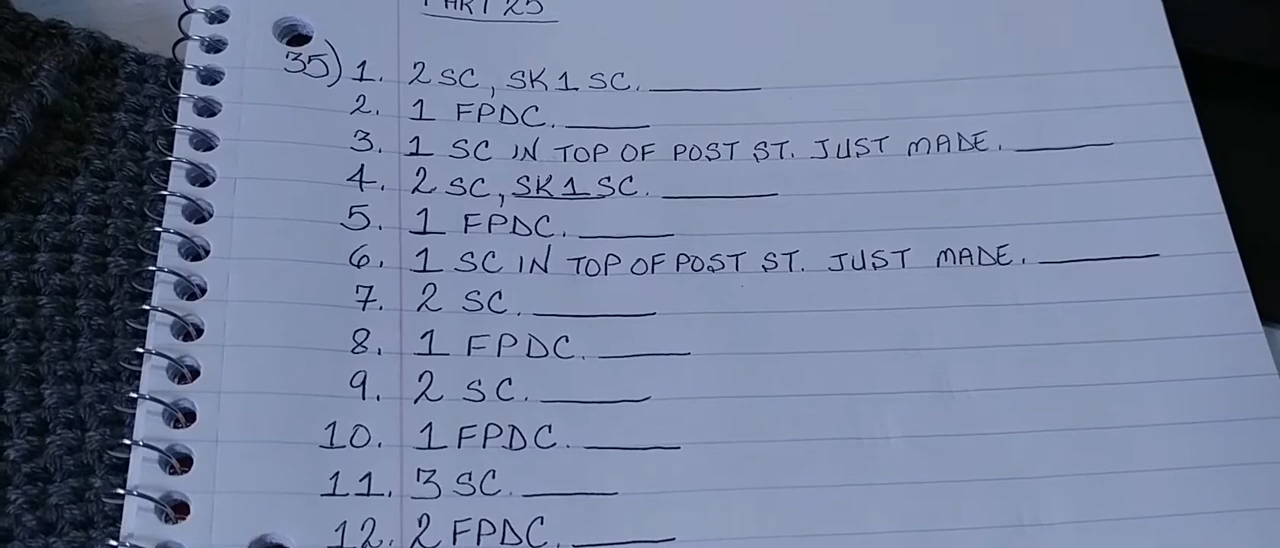 PART 25
35) 1. 2 SC, SK 1 SC. ______
2. 1 FPDC. ______
3. 1 SC IN TOP OF POST ST. JUST MADE. ______
4. 2 SC, SK 1 SC. ______
5. 1 FPDC. ______
6. 1 SC IN TOP OF POST ST. JUST MADE. ______
7. 2 SC. ______
8. 1 FPDC. ______
9. 2 SC. ______
10. 1 FPDC. ______
11. 3 SC. ______
12. 2 FPDC. ______